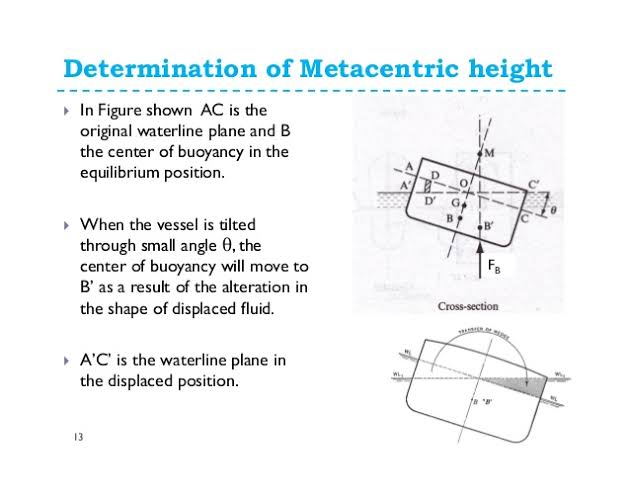 Determination of Metacentric height
In Figure shown AC is the
original waterline plane and B
the center of buoyancy in the
equilibrium position.
When the vessel is tilted
through small angle θ, the
center of buoyancy will move to
B' as a result of the alteration in
the shape of displaced fluid.
A'C' is the waterline plane in
the displaced position.
13
M
A
D
O
C'
A'
D'
G
θ
B
C
B'
FB
Cross-section
TRANSFER OF WEDGE
WL
WL₁
WL₁
WL
B B'